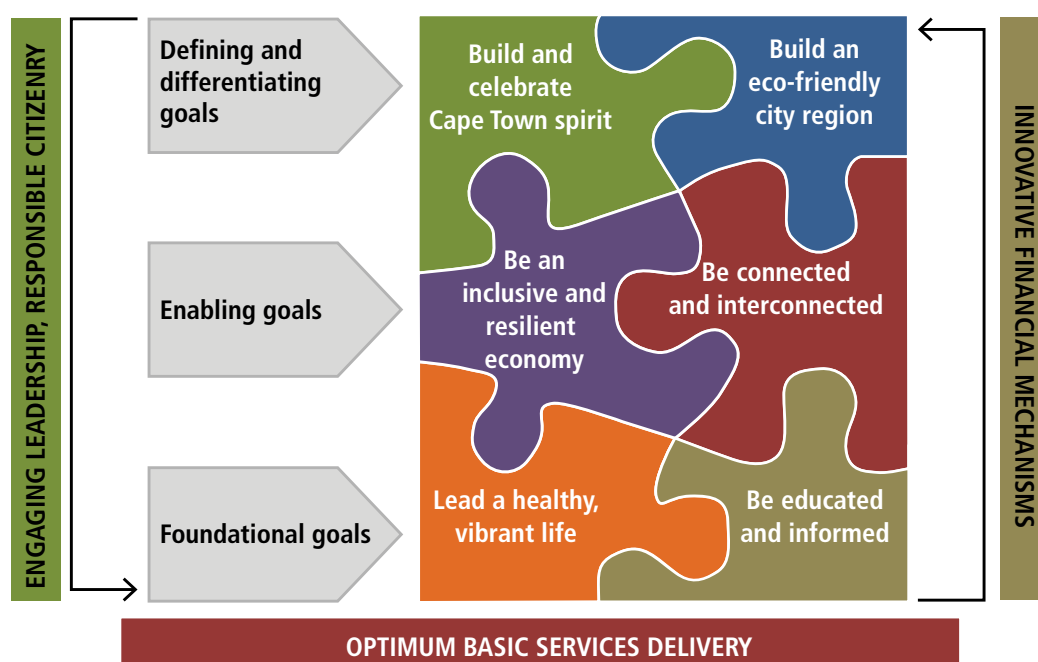 ENGAGING LEADERSHIP, RESPONSIBLE CITIZENRY
Defining and
differentiating
goals
Build and
celebrate
Cape Town spirit
Build an
eco-friendly
city region
Enabling goals
Be an
inclusive and
resilient
economy
Be connected
and interconnected
Foundational goals
Lead a healthy,
vibrant life
Be educated
and informed
INNOVATIVE FINANCIAL MECHANISMS
OPTIMUM BASIC SERVICES DELIVERY